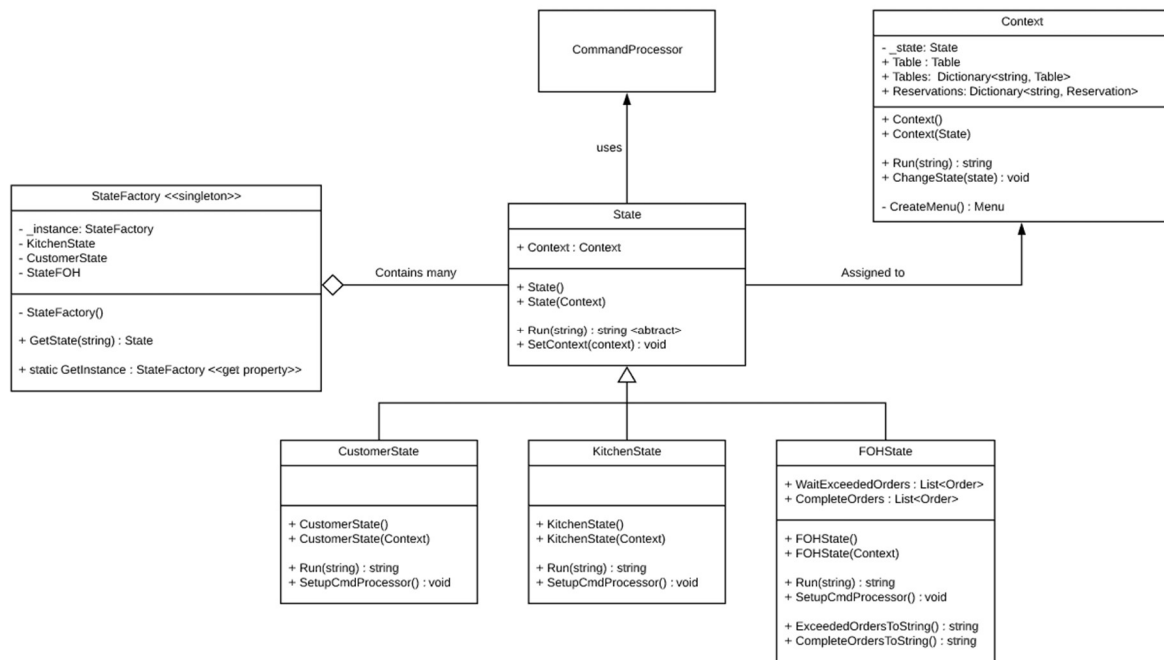 CommandProcessor
Context
- _state: State
+ Table : Table
+ Tables: Dictionary<string, Table>
+ Reservations: Dictionary<string, Reservation>
+ Context()
+ Context(State)
+ Run(string) : string
+ ChangeState(state) : void
- CreateMenu() : Menu
uses
StateFactory <<singleton>>
- _instance: StateFactory
- KitchenState
- CustomerState
- StateFOH
- StateFactory()
+ GetState(string) : State
+ static GetInstance : StateFactory <<get property>>
Contains many
State
+ Context : Context
+ State()
+ State(Context)
+ Run(string) : string <abtract>
+ SetContext(context) : void
Assigned to
CustomerState
+ CustomerState()
+ CustomerState(Context)
+ Run(string) : string
+ SetupCmdProcessor() : void
KitchenState
+ KitchenState()
+ KitchenState(Context)
+ Run(string) : string
+ SetupCmdProcessor() : void
FOHState
+ WaitExceededOrders : List<Order>
+ CompleteOrders : List<Order>
+ FOHState()
+ FOHState(Context)
+ Run(string) : string
+ SetupCmdProcessor() : void
+ ExceededOrdersToString() : string
+ CompleteOrdersToString() : string